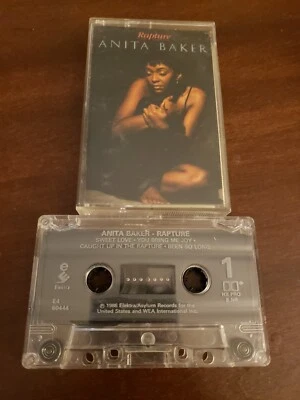 Rapture
ANITA BAKER
ANITA BAKER - RAPTURE
SWEET LOVE • YOU BRING ME JOY •
CAUGHT UP IN THE RAPTURE • BEEN SO LONG
1
© 1986 Elektra/Asylum Records for the
United States and WEA International Inc.